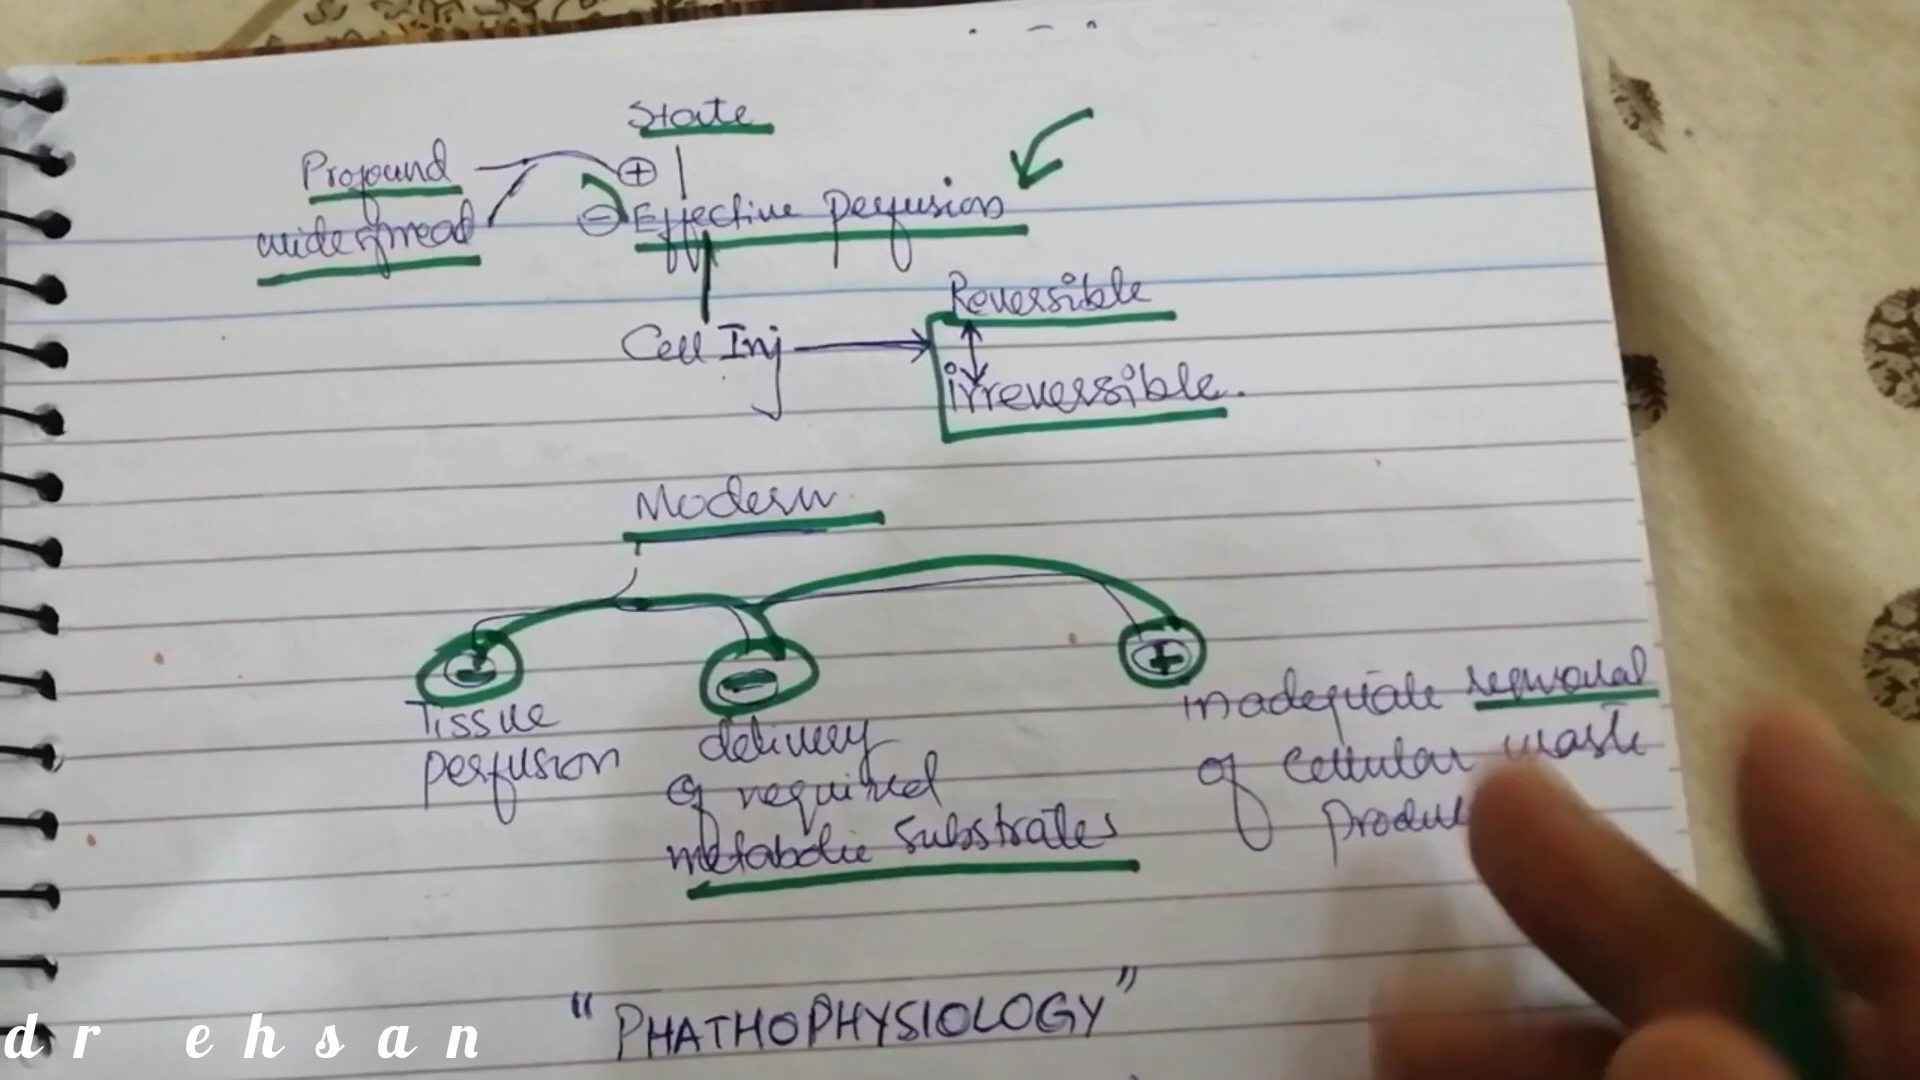 State
Profound
⊕
widespread
⊖ Effective Perfusion
Reversible
Cell Inj
irreversible.
Modern
⊖
⊖
⊕
Tissue
perfusion
delivery
of required
metabolic substrates
inadequate removal
of cellular waste
"PHATHOPHYSIOLOGY"
dr ehsan